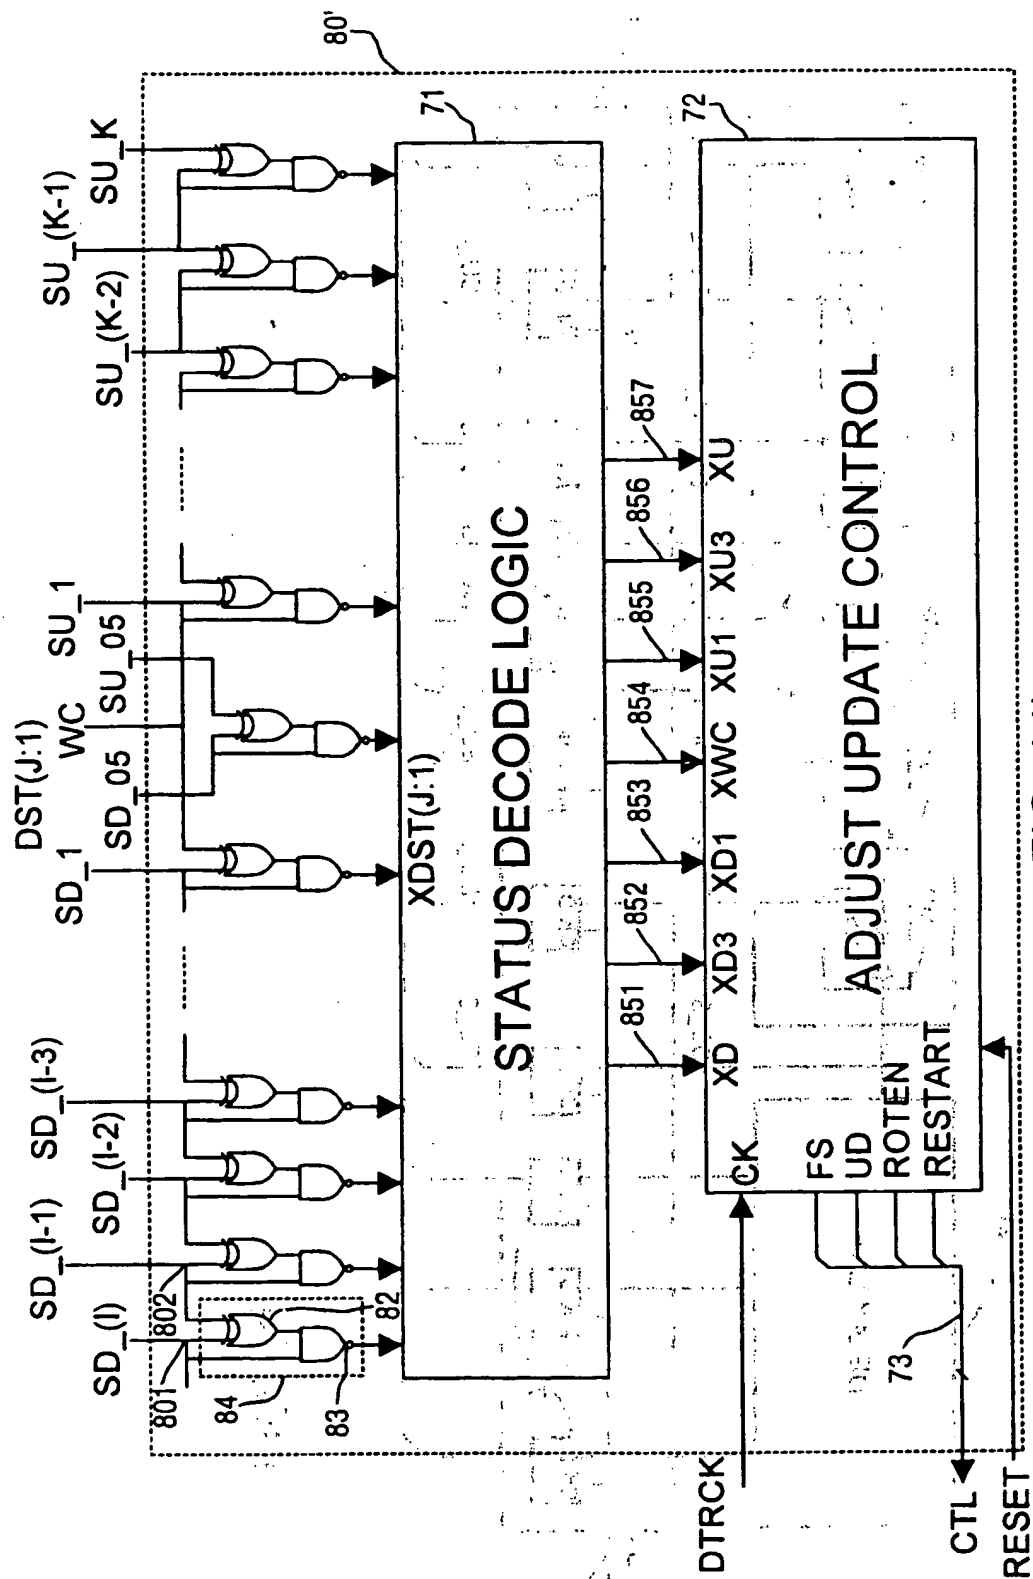 80'
SD_(I)
SD_(I-1)
SD_(I-2)
SD_(I-3)
SD_1
SD_05
DST(J:1)
WC
SU_05
SU_1
SU_(K-2)
SU_(K-1)
SU_K
801
802
82
83
84
XDST(J:1)
71
STATUS DECODE LOGIC
851
852
853
854
855
856
857
72
XD
XD3
XD1
XWC
XU1
XU3
XU
CK
FS
UD
ROTEN
RESTART
ADJUST UPDATE CONTROL
DTRCK
73
CTL
RESET